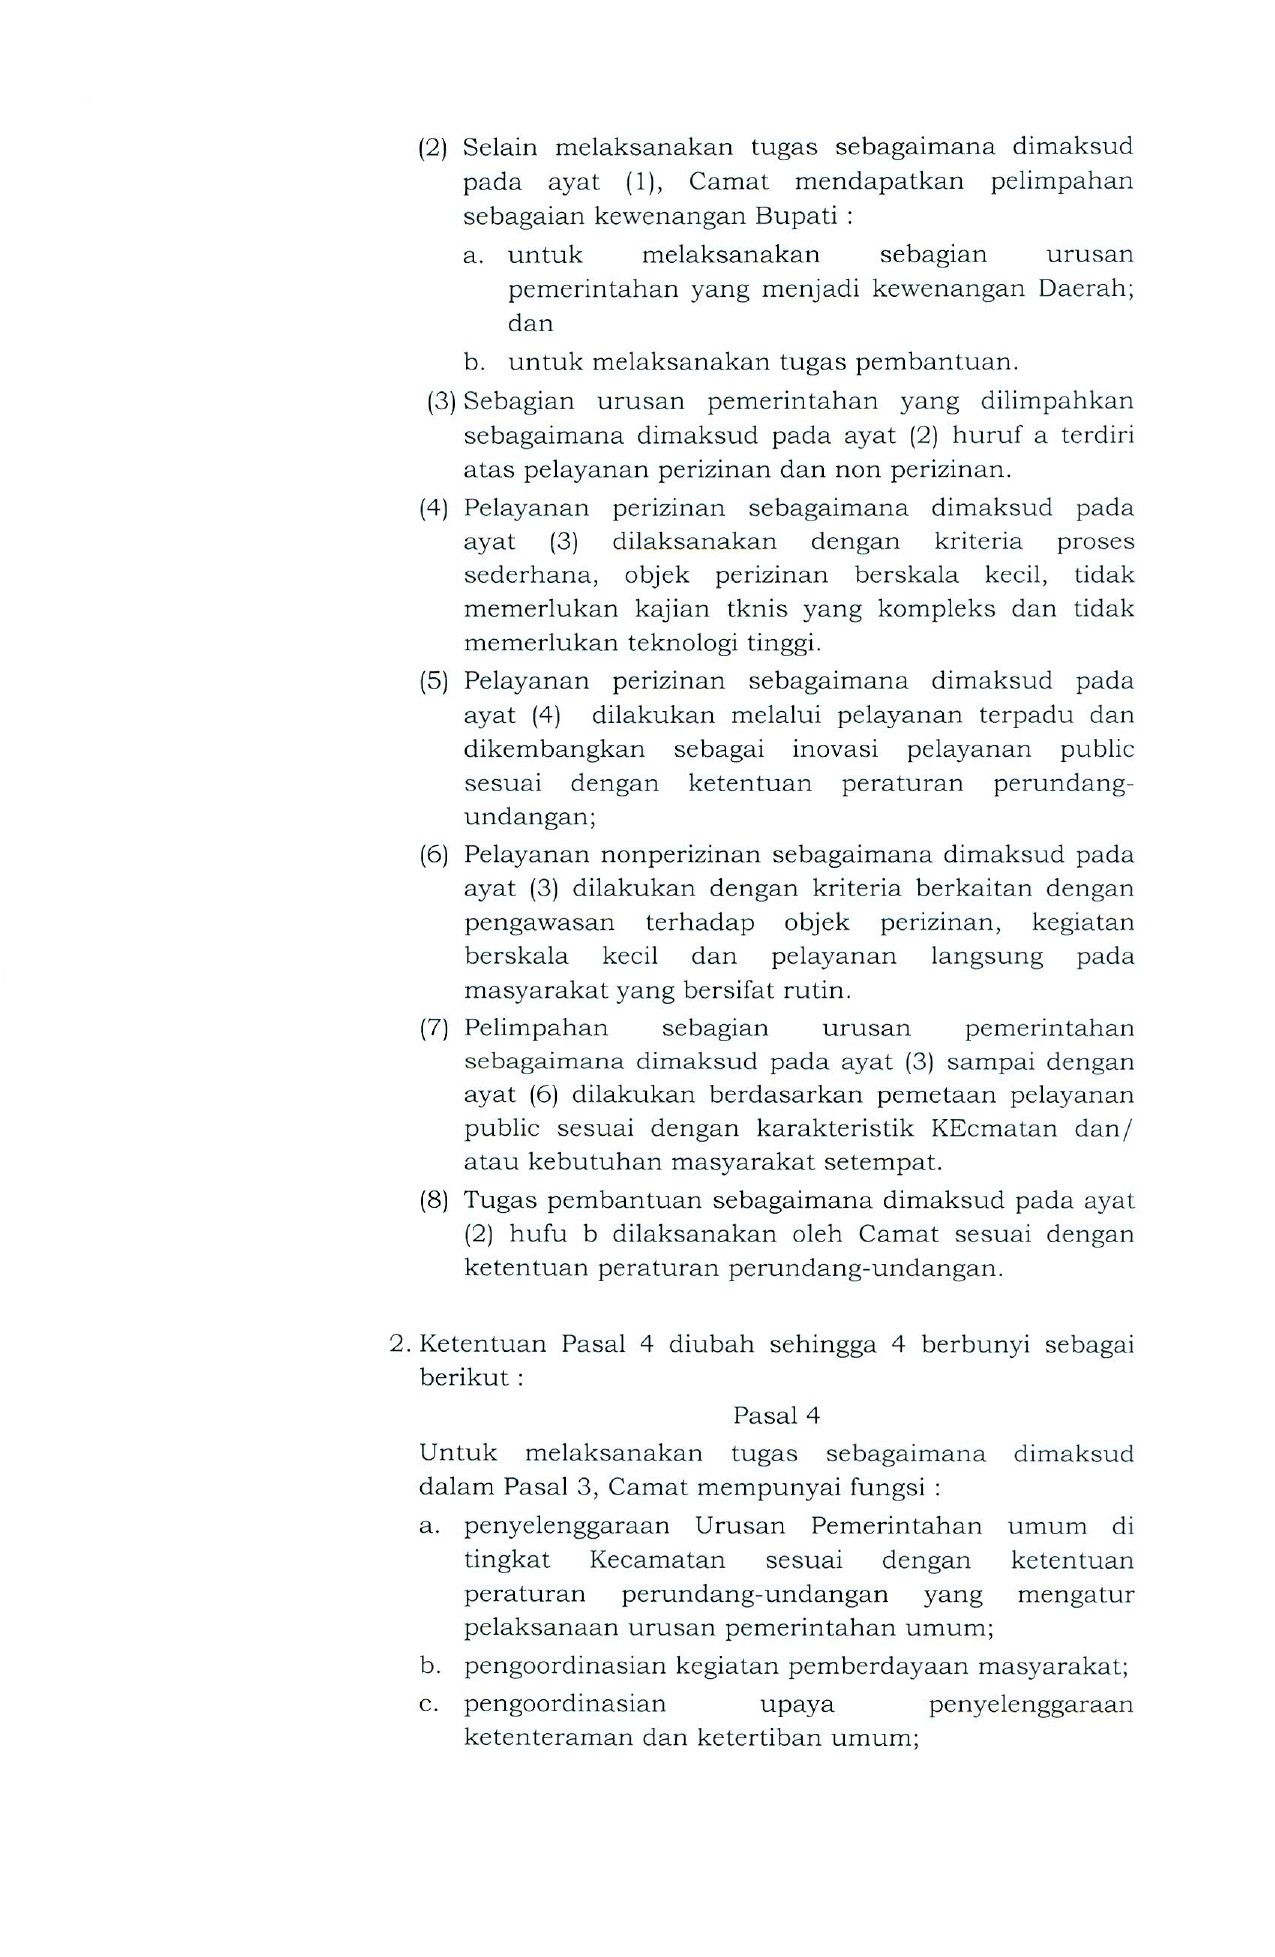 (2) Selain melaksanakan tugas sebagaimana dimaksud
pada ayat (1), Camat mendapatkan pelimpahan
sebagaian kewenangan Bupati :
a. untuk melaksanakan sebagian urusan
pemerintahan yang menjadi kewenangan Daerah;
dan
b. untuk melaksanakan tugas pembantuan.
(3) Sebagian urusan pemerintahan yang dilimpahkan
sebagaimana dimaksud pada ayat (2) huruf a terdiri
atas pelayanan perizinan dan non perizinan.
(4) Pelayanan perizinan sebagaimana dimaksud pada
ayat (3) dilaksanakan dengan kriteria proses
sederhana, objek perizinan berskala kecil, tidak
memerlukan kajian tknis yang kompleks dan tidak
memerlukan teknologi tinggi.
(5) Pelayanan perizinan sebagaimana dimaksud pada
ayat (4) dilakukan melalui pelayanan terpadu dan
dikembangkan sebagai inovasi pelayanan public
sesuai dengan ketentuan peraturan perundang-
undangan;
(6) Pelayanan nonperizinan sebagaimana dimaksud pada
ayat (3) dilakukan dengan kriteria berkaitan dengan
pengawasan terhadap objek perizinan, kegiatan
berskala kecil dan pelayanan langsung pada
masyarakat yang bersifat rutin.
(7) Pelimpahan sebagian urusan pemerintahan
sebagaimana dimaksud pada ayat (3) sampai dengan
ayat (6) dilakukan berdasarkan pemetaan pelayanan
public sesuai dengan karakteristik KEcmatan dan/
atau kebutuhan masyarakat setempat.
(8) Tugas pembantuan sebagaimana dimaksud pada ayat
(2) hufu b dilaksanakan oleh Camat sesuai dengan
ketentuan peraturan perundang-undangan.
2. Ketentuan Pasal 4 diubah sehingga 4 berbunyi sebagai
berikut :
Pasal 4
Untuk melaksanakan tugas sebagaimana dimaksud
dalam Pasal 3, Camat mempunyai fungsi :
a. penyelenggaraan Urusan Pemerintahan umum di
tingkat Kecamatan sesuai dengan ketentuan
peraturan perundang-undangan yang mengatur
pelaksanaan urusan pemerintahan umum;
b. pengoordinasian kegiatan pemberdayaan masyarakat;
c. pengoordinasian upaya penyelenggaraan
ketenteraman dan ketertiban umum;